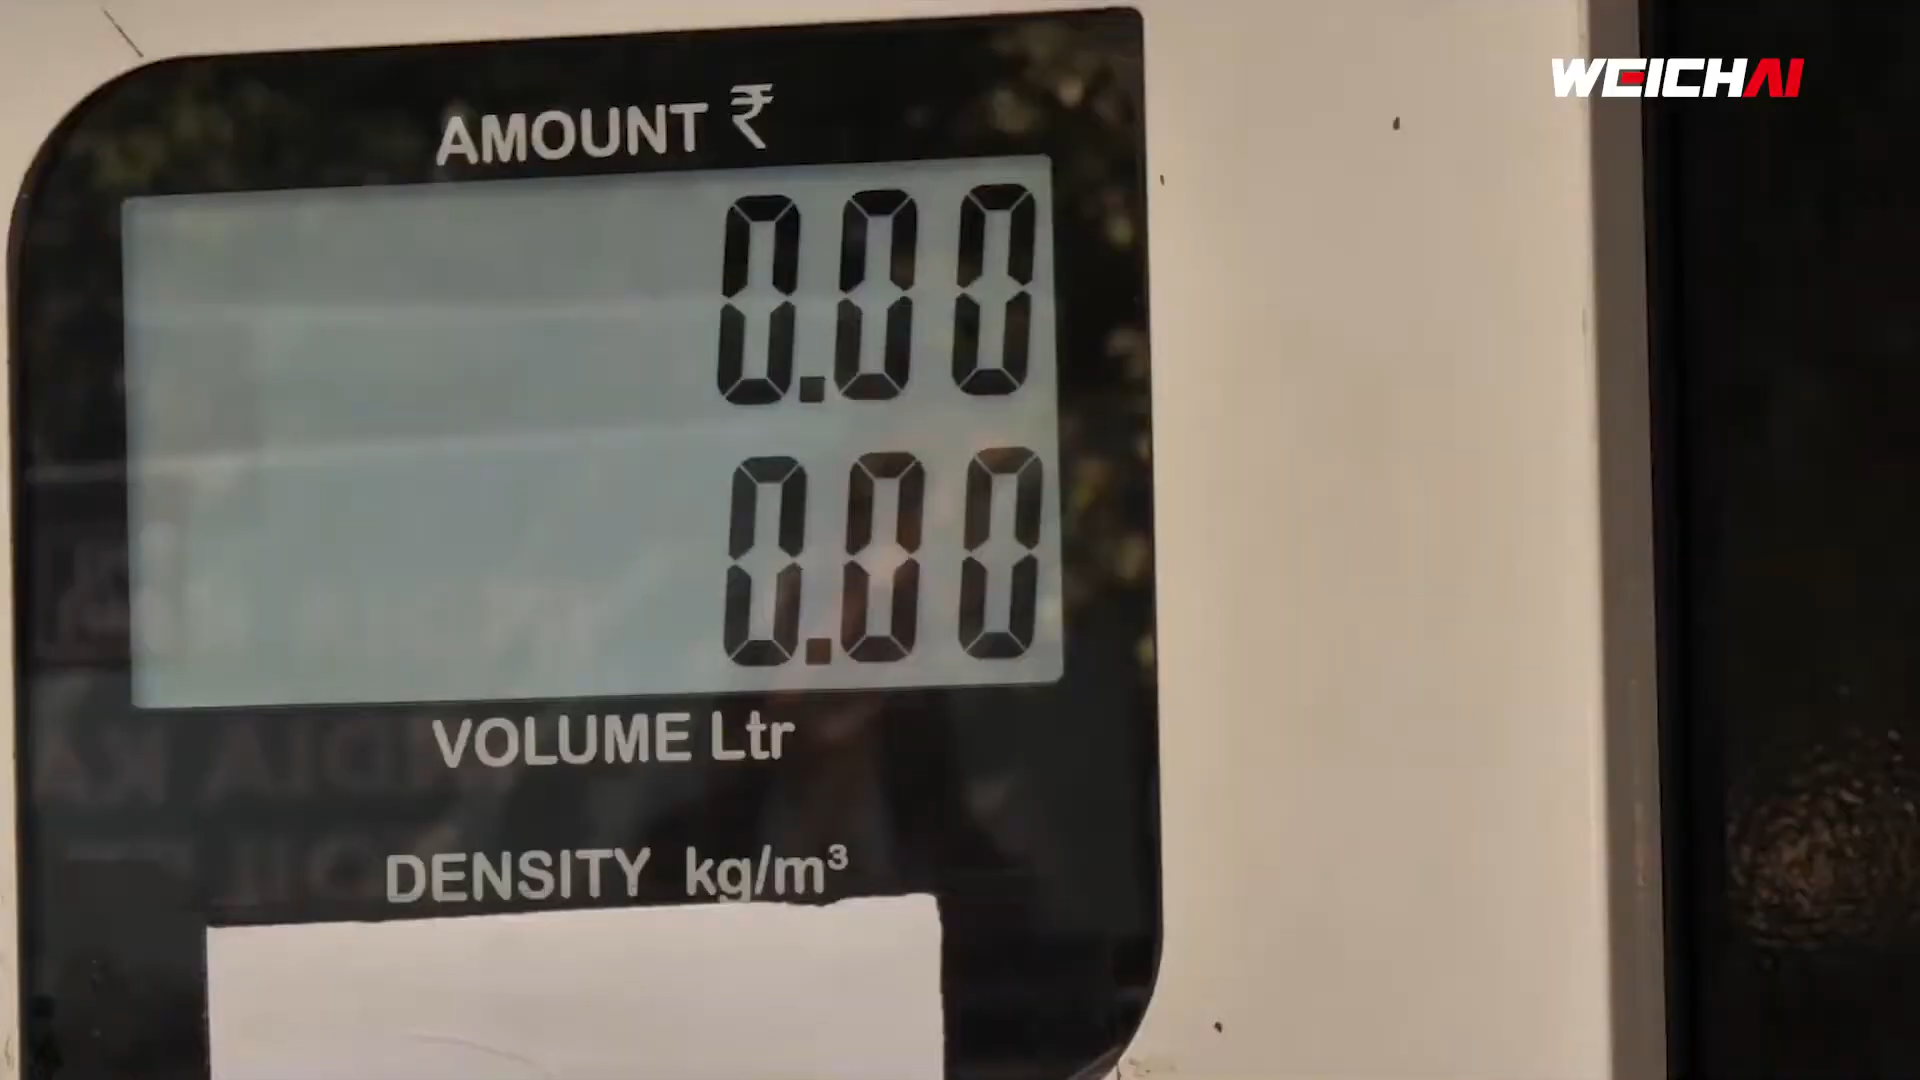 WEICHAI
AMOUNT ₹
0.00
0.00
VOLUME Ltr
DENSITY kg/m³